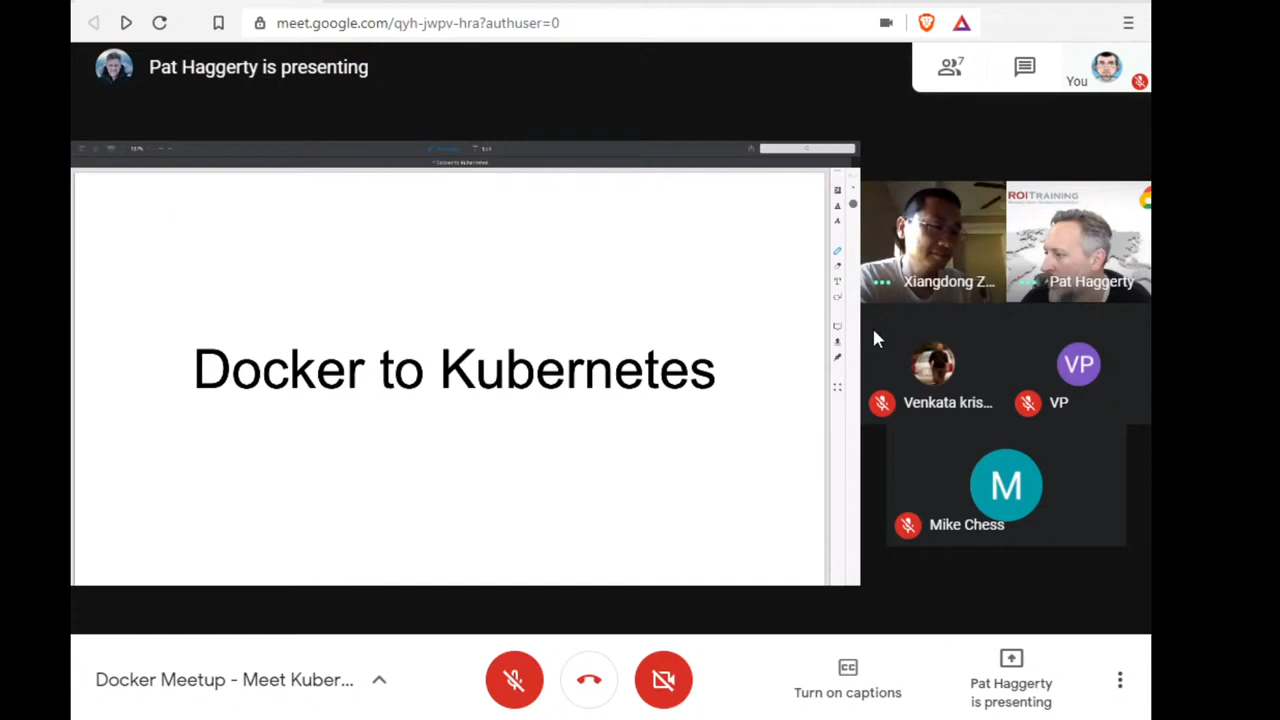 meet.google.com/qyh-jwpv-hra?authuser=0
Pat Haggerty is presenting
7
You
Docker to Kubernetes
ROITRAINING
Xiangdong Z...
Pat Haggerty
Venkata kris...
VP
VP
M
Mike Chess
Docker Meetup - Meet Kuber...
CC
Turn on captions
Pat Haggerty
is presenting